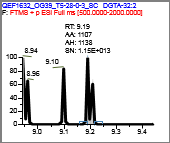 QEF1632_OG39_T5-28-0-3_SC DGTA-32:2
F: FTMS + p ESI Full ms [500.0000-2000.0000]
RT: 9.19
AA: 1107
AH: 1138
SN: 1.15E+013
8.94
9.10
8.96
100
80
60
40
20
0
9.0 9.1 9.2 9.3 9.4